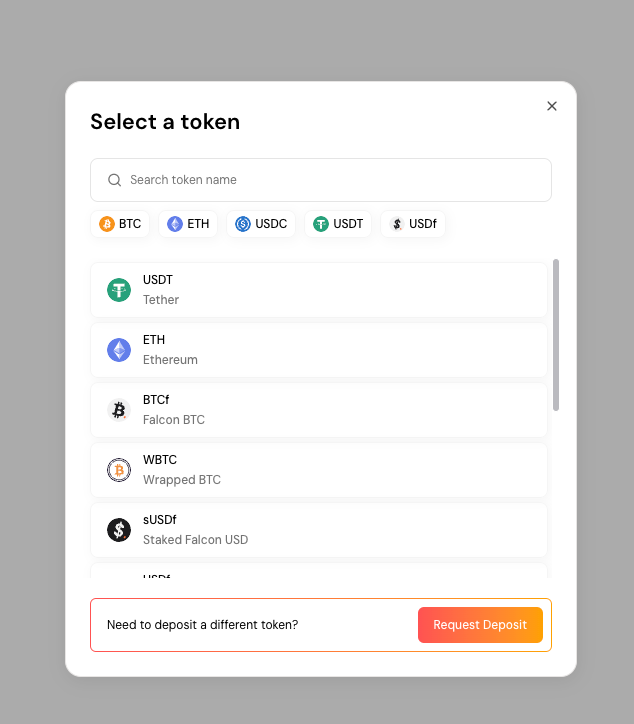 Select a token
Search token name
BTC ETH USDC USDT USDf
USDT
Tether
ETH
Ethereum
BTCf
Falcon BTC
WBTC
Wrapped BTC
sUSDf
Staked Falcon USD
USDf
Need to deposit a different token?
Request Deposit